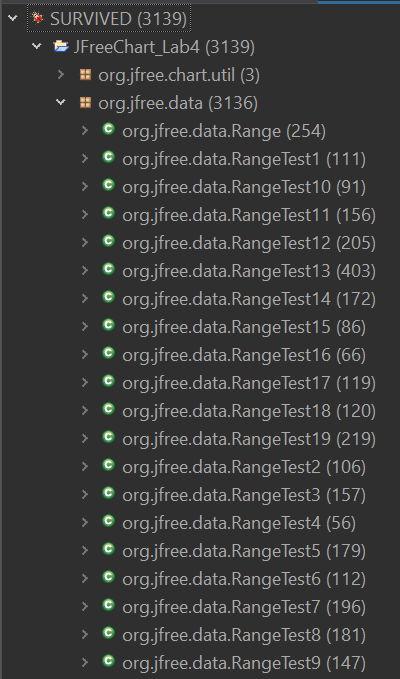 SURVIVED (3139)
JFreeChart_Lab4 (3139)
org.jfree.chart.util (3)
org.jfree.data (3136)
org.jfree.data.Range (254)
org.jfree.data.RangeTest1 (111)
org.jfree.data.RangeTest10 (91)
org.jfree.data.RangeTest11 (156)
org.jfree.data.RangeTest12 (205)
org.jfree.data.RangeTest13 (403)
org.jfree.data.RangeTest14 (172)
org.jfree.data.RangeTest15 (86)
org.jfree.data.RangeTest16 (66)
org.jfree.data.RangeTest17 (119)
org.jfree.data.RangeTest18 (120)
org.jfree.data.RangeTest19 (219)
org.jfree.data.RangeTest2 (106)
org.jfree.data.RangeTest3 (157)
org.jfree.data.RangeTest4 (56)
org.jfree.data.RangeTest5 (179)
org.jfree.data.RangeTest6 (112)
org.jfree.data.RangeTest7 (196)
org.jfree.data.RangeTest8 (181)
org.jfree.data.RangeTest9 (147)